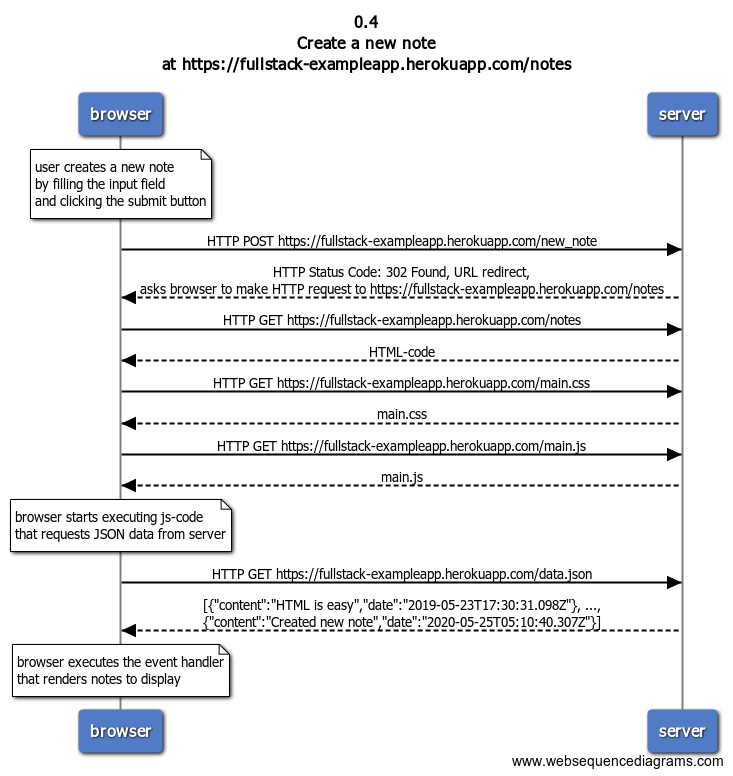 0.4
Create a new note
at https://fullstack-exampleapp.herokuapp.com/notes
browser
server
user creates a new note
by filling the input field
and clicking the submit button
HTTP POST https://fullstack-exampleapp.herokuapp.com/new_note
HTTP Status Code: 302 Found, URL redirect,
asks browser to make HTTP request to https://fullstack-exampleapp.herokuapp.com/notes
HTTP GET https://fullstack-exampleapp.herokuapp.com/notes
HTML-code
HTTP GET https://fullstack-exampleapp.herokuapp.com/main.css
main.css
HTTP GET https://fullstack-exampleapp.herokuapp.com/main.js
main.js
browser starts executing js-code
that requests JSON data from server
HTTP GET https://fullstack-exampleapp.herokuapp.com/data.json
[{"content":"HTML is easy","date":"2019-05-23T17:30:31.098Z"}, ...,
{"content":"Created new note","date":"2020-05-25T05:10:40.307Z"}]
browser executes the event handler
that renders notes to display
browser
server
www.websequencediagrams.com